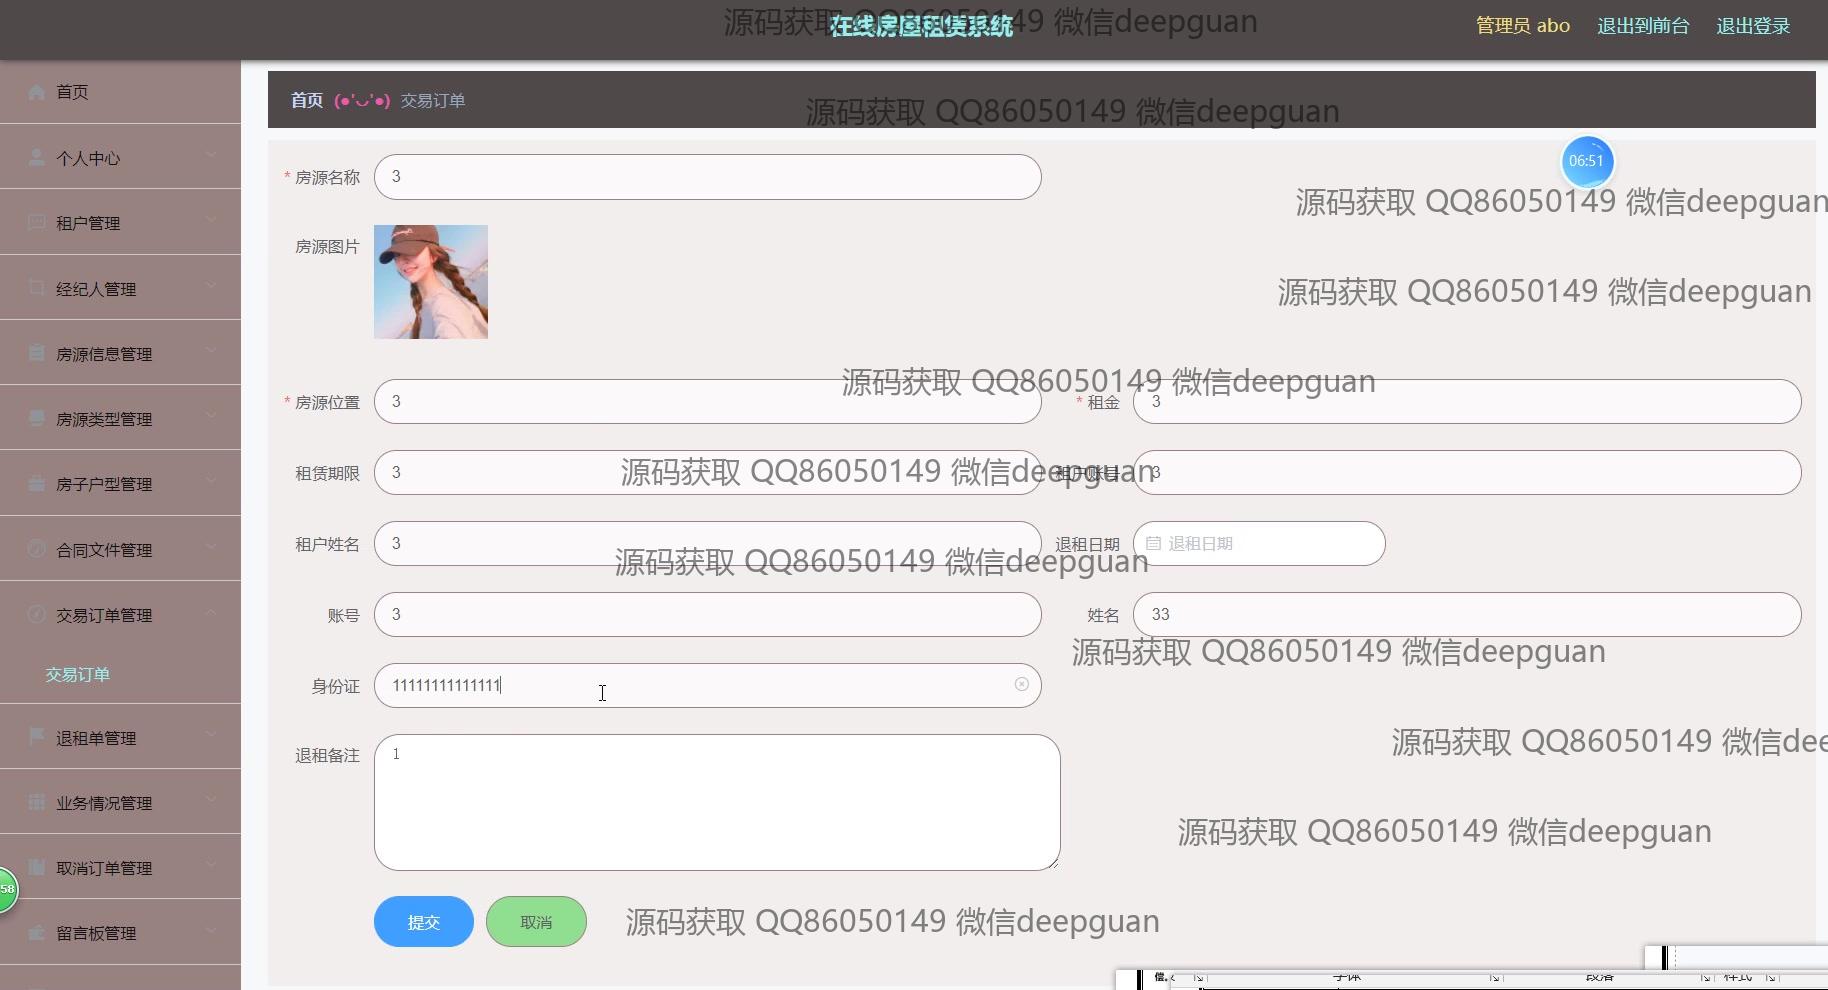 在线房屋租赁系统
源码获取 QQ86050149 微信deepguan
管理员 abo 退出到前台 退出登录
首页
个人中心
租户管理
经纪人管理
房源信息管理
房源类型管理
房子户型管理
合同文件管理
交易订单管理
交易订单
退租单管理
业务情况管理
取消订单管理
留言板管理
58
首页 (●'◡'●) 交易订单
源码获取 QQ86050149 微信deepguan
06:51
* 房源名称 3
源码获取 QQ86050149 微信deepguan
房源图片
源码获取 QQ86050149 微信deepguan
源码获取 QQ86050149 微信deepguan
* 房源位置 3 * 租金 3
租赁期限 3 租户账号 3
源码获取 QQ86050149 微信deepguan
租户姓名 3 退租日期 退租日期
源码获取 QQ86050149 微信deepguan
账号 3 姓名 33
源码获取 QQ86050149 微信deepguan
身份证 11111111111111
源码获取 QQ86050149 微信dee
退租备注 1
源码获取 QQ86050149 微信deepguan
提交 取消
源码获取 QQ86050149 微信deepguan
字体 段落 样式